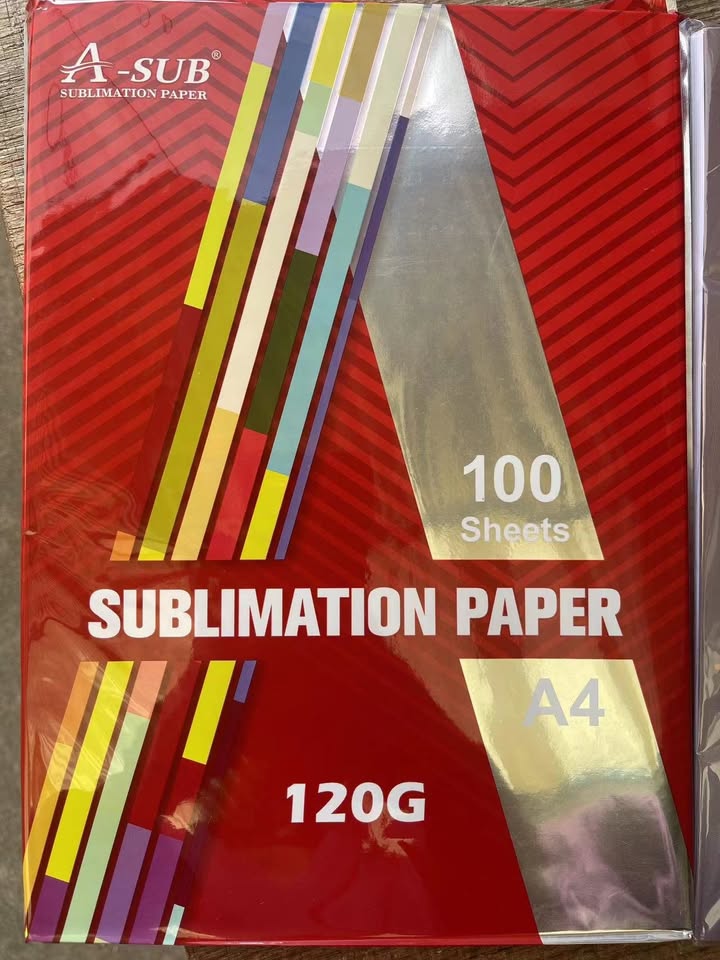 A-SUB®
SUBLIMATION PAPER
100
Sheets
SUBLIMATION PAPER
A4
120G